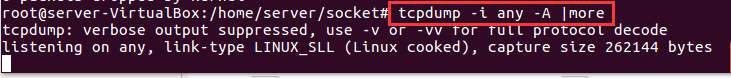 root@server-VirtualBox:/home/server/socket# tcpdump -i any -A |more
tcpdump: verbose output suppressed, use -v or -vv for full protocol decode
listening on any, link-type LINUX_SLL (Linux cooked), capture size 262144 bytes